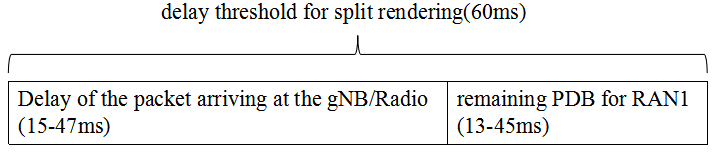 delay threshold for split rendering(60ms)
Delay of the packet arriving at the gNB/Radio
(15-47ms)
remaining PDB for RAN1
(13-45ms)